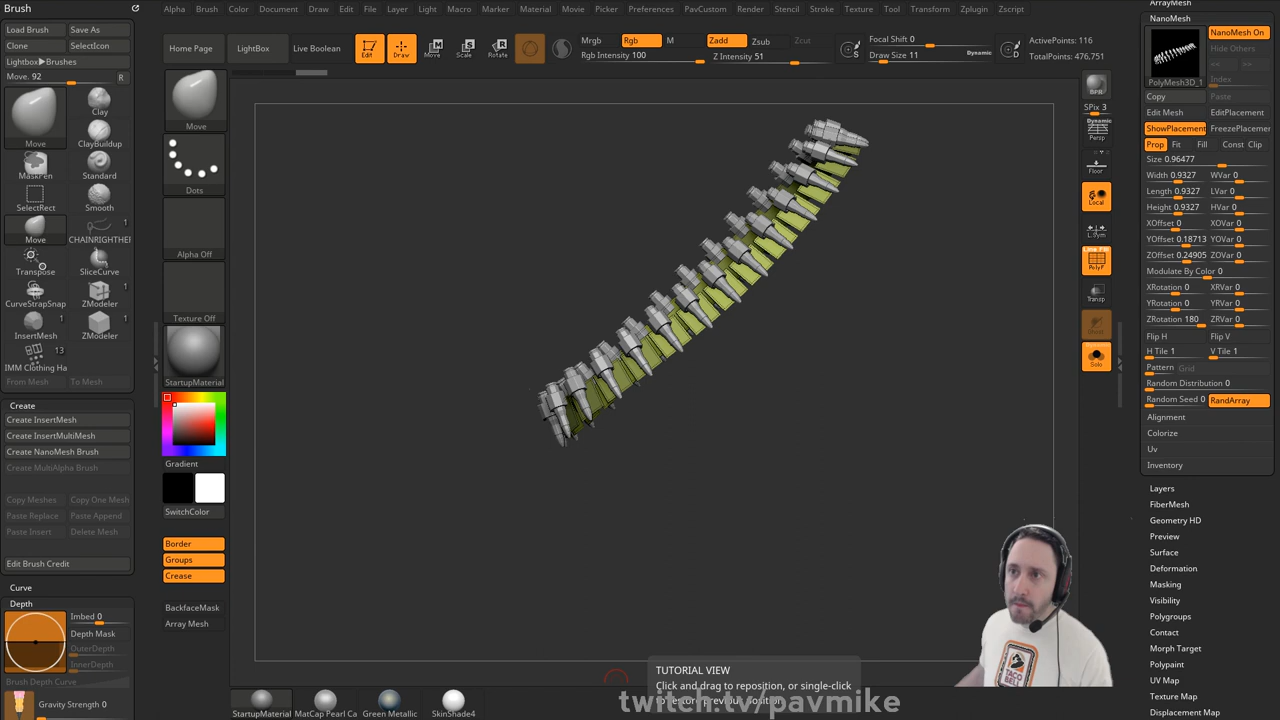 Brush
Alpha Brush Color Document Draw Edit File Layer Light Macro Marker Material Movie Picker Preferences PavCustom Render Stencil Stroke Texture Tool Transform Zplugin Zscript
ArrayMesh
NanoMesh
Load Brush Save As
Clone SelectIcon
Lightbox▶Brushes
Move. 92 R
Move
Clay
ClayBuildup
MaskPen Standard
SelectRect Smooth
Move 1 CHAINRIGHTHE
Transpose SliceCurve
CurveStrapSnap 1 ZModeler
InsertMesh 1 ZModeler
13
IMM Clothing Ha
From Mesh To Mesh
Create
Create InsertMesh
Create InsertMultiMesh
Create NanoMesh Brush
Create MultiAlpha Brush
Copy Meshes Copy One Mesh
Paste Replace Paste Append
Paste Insert Delete Mesh
Edit Brush Credit
Curve
Depth
Imbed 0
Depth Mask
OuterDepth
InnerDepth
Brush Depth Curve
Gravity Strength 0
Home Page LightBox Live Boolean Edit Draw Move Scale Rotate
Mrgb Rgb M Zadd Zsub Zcut
Rgb Intensity 100 Z Intensity 51
S Focal Shift 0 D
Draw Size 11 Dynamic
ActivePoints: 116
TotalPoints: 476,751
Move
Dots
Alpha Off
Texture Off
StartupMaterial
Gradient
SwitchColor
Border
Groups
Crease
BackfaceMask
Array Mesh
BPR
SPix 3
Dynamic
Persp
Floor
Local
L.Sym
Line Fill
PolyF
Transp
Ghost
Dynamic
Solo
NanoMesh On
Hide Others
<< >>
Index
PolyMesh3D_1
Copy Paste
Edit Mesh EditPlacement
ShowPlacement FreezePlacemen
Prop Fit Fill Const Clip
Size 0.96477
Width 0.9327 WVar 0
Length 0.9327 LVar 0
Height 0.9327 HVar 0
XOffset 0 XOVar 0
YOffset 0.18713 YOVar 0
ZOffset 0.24905 ZOVar 0
Modulate By Color 0
XRotation 0 XRVar 0
YRotation 0 YRVar 0
ZRotation 180 ZRVar 0
Flip H Flip V
H Tile 1 V Tile 1
Pattern Grid
Random Distribution 0
Random Seed 0 RandArray
Alignment
Colorize
Uv
Inventory
Layers
FiberMesh
Geometry HD
Preview
Surface
Deformation
Masking
Visibility
Polygroups
Contact
Morph Target
Polypaint
UV Map
Texture Map
Displacement Map
TACO
BELL
TUTORIAL VIEW
Click and drag to reposition, or single-click
twitch.tv/pavmike
StartupMaterial MatCap Pearl Ca Green Metallic SkinShade4